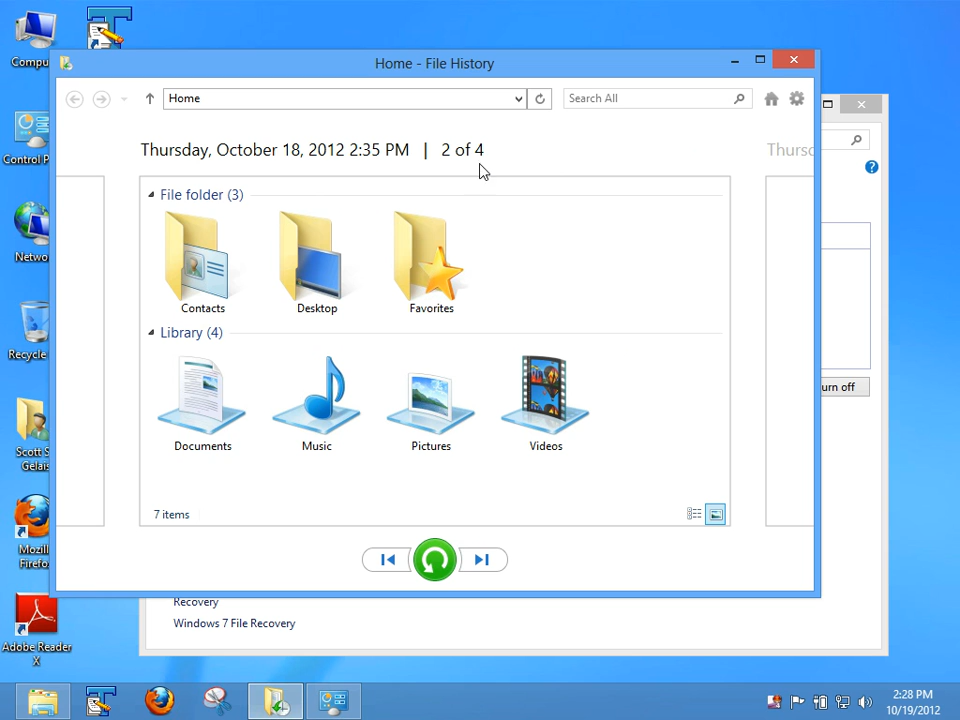 Compu
Control P
Netwo
Recycle
Scott S
Gelais
Mozill
Firefo
Adobe Reader
X
Home - File History
Home
Search All
Thursday, October 18, 2012 2:35 PM | 2 of 4
Thursd
File folder (3)
Contacts
Desktop
Favorites
Library (4)
Documents
Music
Pictures
Videos
7 items
urn off
Recovery
Windows 7 File Recovery
2:28 PM
10/19/2012